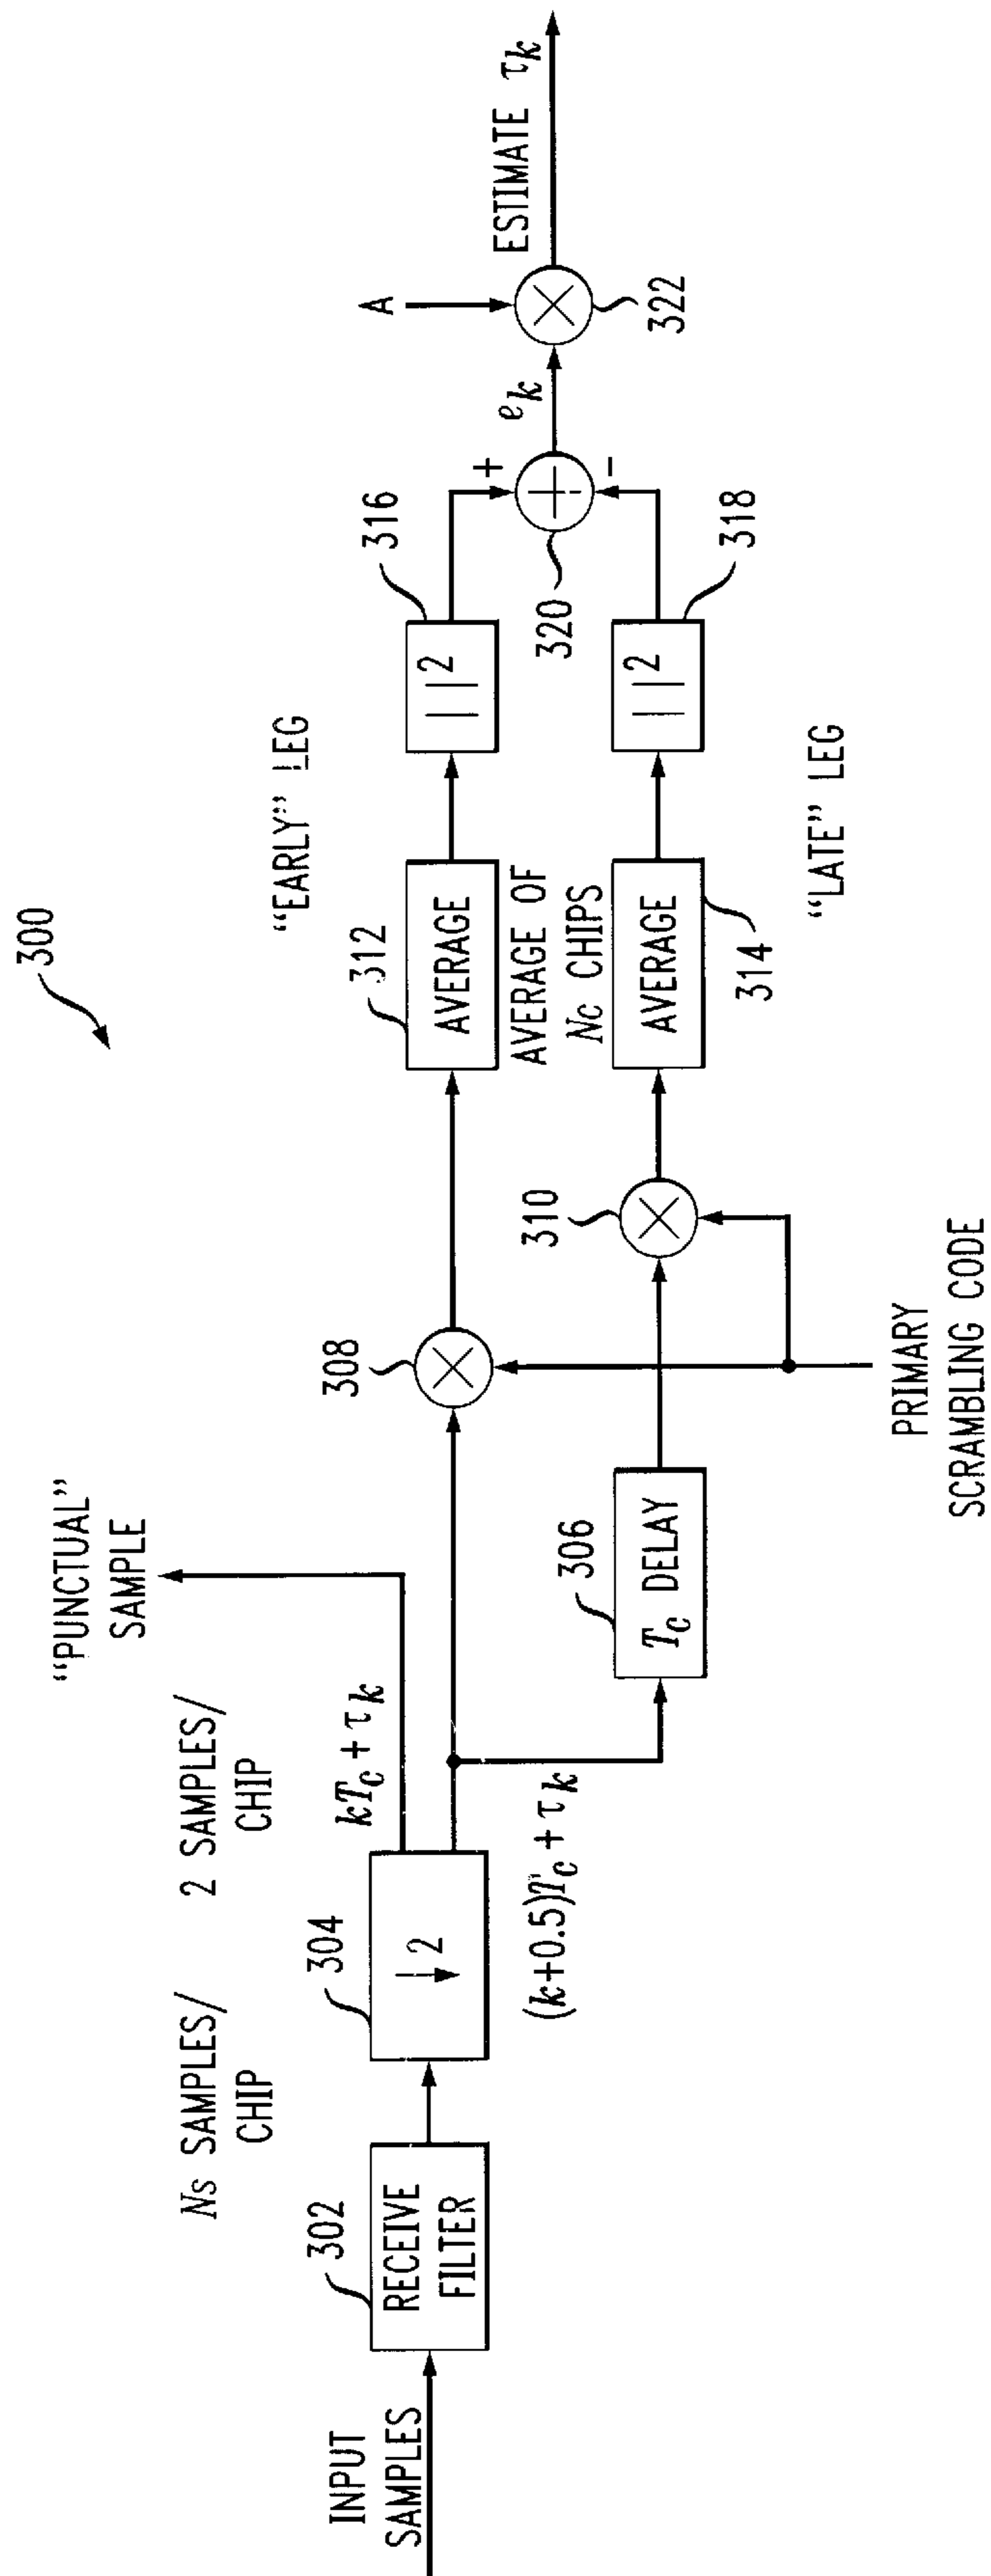 300
INPUT
SAMPLES
302
RECEIVE
FILTER
Ns SAMPLES/
CHIP
304
↓2
2 SAMPLES/
CHIP
kTc + τk
(k+0.5)Tc + τk
"PUNCTUAL"
SAMPLE
306
Tc DELAY
308
310
PRIMARY
SCRAMBLING CODE
"EARLY" LEG
312
AVERAGE
AVERAGE OF
Nc CHIPS
AVERAGE
314
"LATE" LEG
316
| |²
| |²
318
+
-
320
ek
A
322
ESTIMATE τk